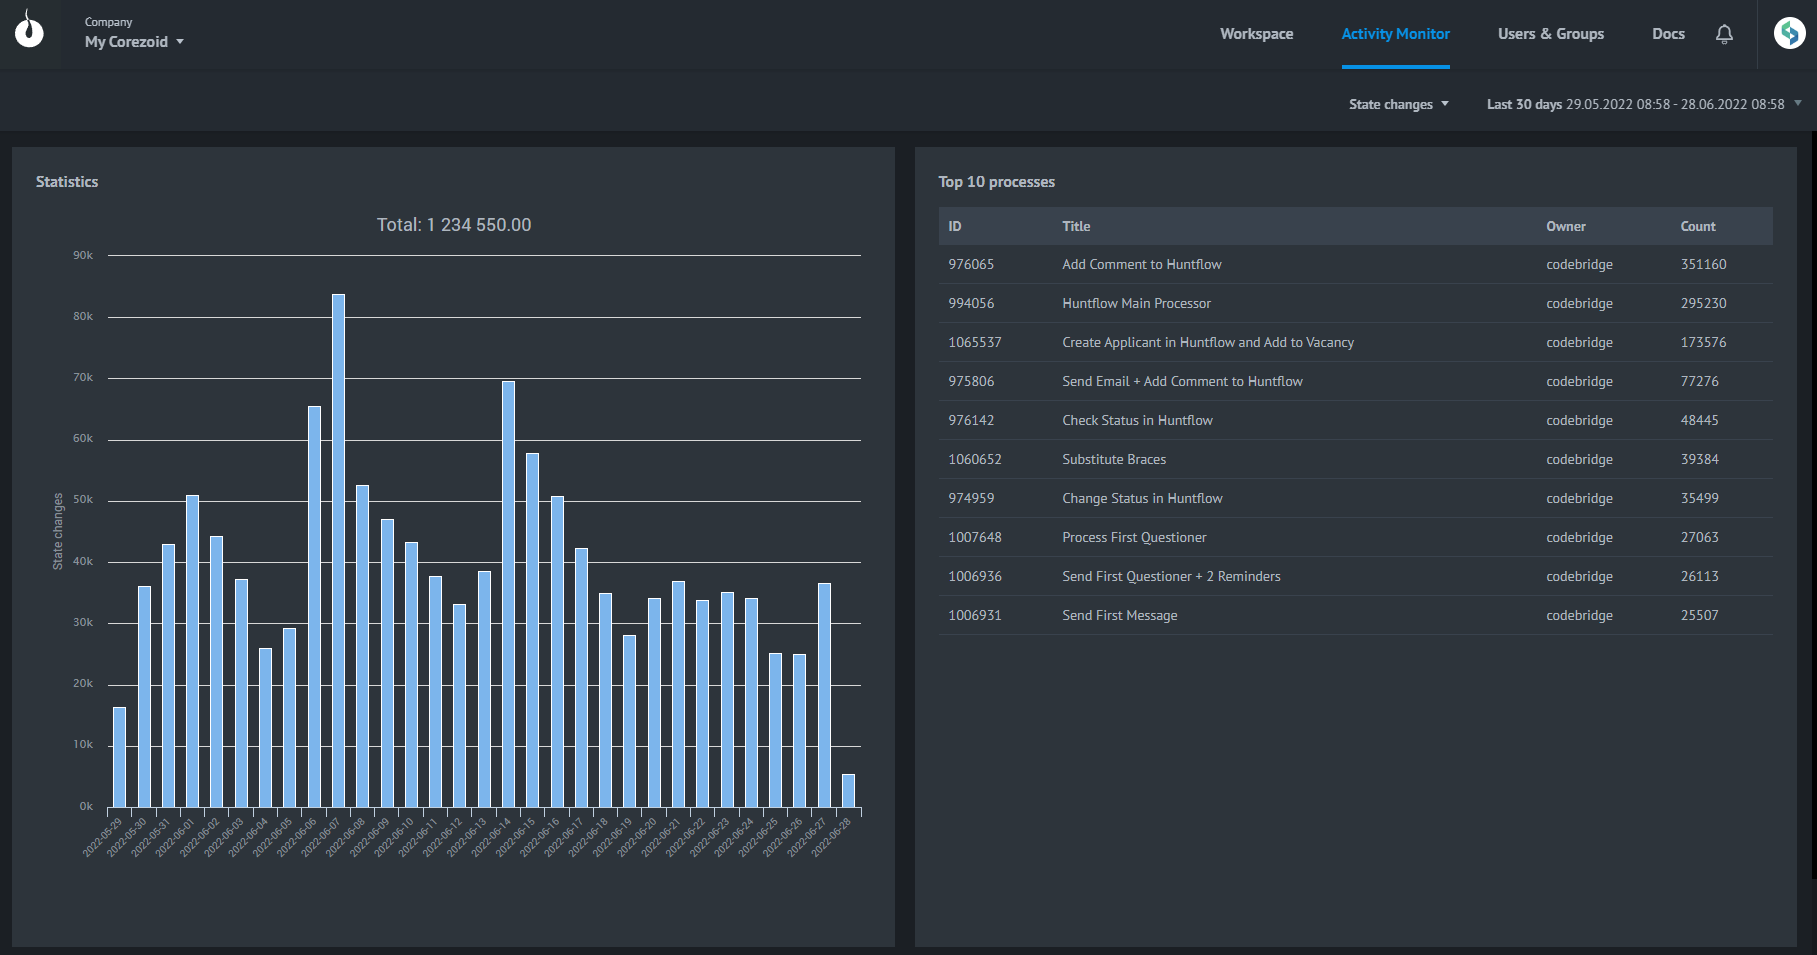 Company
My Corezoid
Workspace
Activity Monitor
Users & Groups
Docs
State changes
Last 30 days 29.05.2022 08:58 - 28.06.2022 08:58
Statistics
Total: 1 234 550.00
State changes
90k
80k
70k
60k
50k
40k
30k
20k
10k
0k
2022-05-29
2022-05-30
2022-05-31
2022-06-01
2022-06-02
2022-06-03
2022-06-04
2022-06-05
2022-06-06
2022-06-07
2022-06-08
2022-06-09
2022-06-10
2022-06-11
2022-06-12
2022-06-13
2022-06-14
2022-06-15
2022-06-16
2022-06-17
2022-06-18
2022-06-19
2022-06-20
2022-06-21
2022-06-22
2022-06-23
2022-06-24
2022-06-25
2022-06-26
2022-06-27
2022-06-28
Top 10 processes
ID Title Owner Count
976065 Add Comment to Huntflow codebridge 351160
994056 Huntflow Main Processor codebridge 295230
1065537 Create Applicant in Huntflow and Add to Vacancy codebridge 173576
975806 Send Email + Add Comment to Huntflow codebridge 77276
976142 Check Status in Huntflow codebridge 48445
1060652 Substitute Braces codebridge 39384
974959 Change Status in Huntflow codebridge 35499
1007648 Process First Questioner codebridge 27063
1006936 Send First Questioner + 2 Reminders codebridge 26113
1006931 Send First Message codebridge 25507